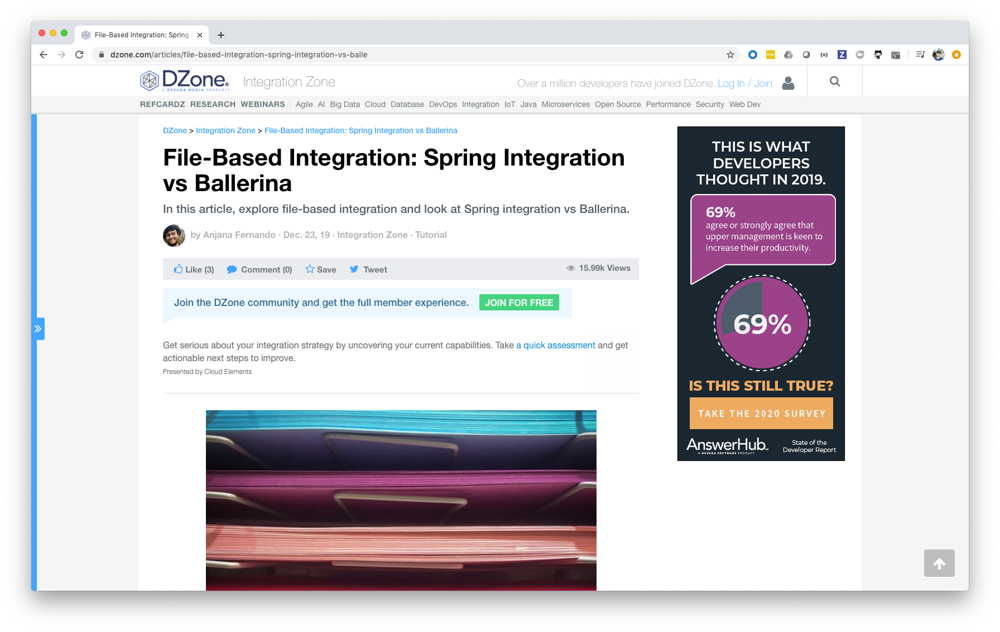 File-Based Integration: Spring
dzone.com/articles/file-based-integration-spring-integration-vs-balle
DZone®
A DEVADA MEDIA PROPERTY
Integration Zone
Over a million developers have joined DZone. Log In / Join
REFCARDZ RESEARCH WEBINARS Agile AI Big Data Cloud Database DevOps Integration IoT Java Microservices Open Source Performance Security Web Dev
DZone > Integration Zone > File-Based Integration: Spring Integration vs Ballerina
File-Based Integration: Spring Integration
vs Ballerina
In this article, explore file-based integration and look at Spring integration vs Ballerina.
by Anjana Fernando · Dec. 23, 19 · Integration Zone · Tutorial
Like (3) Comment (0) Save Tweet 15.99k Views
Join the DZone community and get the full member experience. JOIN FOR FREE
Get serious about your integration strategy by uncovering your current capabilities. Take a quick assessment and get
actionable next steps to improve.
Presented by Cloud Elements
THIS IS WHAT
DEVELOPERS
THOUGHT IN 2019.
69%
agree or strongly agree that
upper management is keen to
increase their productivity.
69%
IS THIS STILL TRUE?
TAKE THE 2020 SURVEY
AnswerHub™
A DEVADA SOFTWARE PRODUCT
State of the
Developer Report